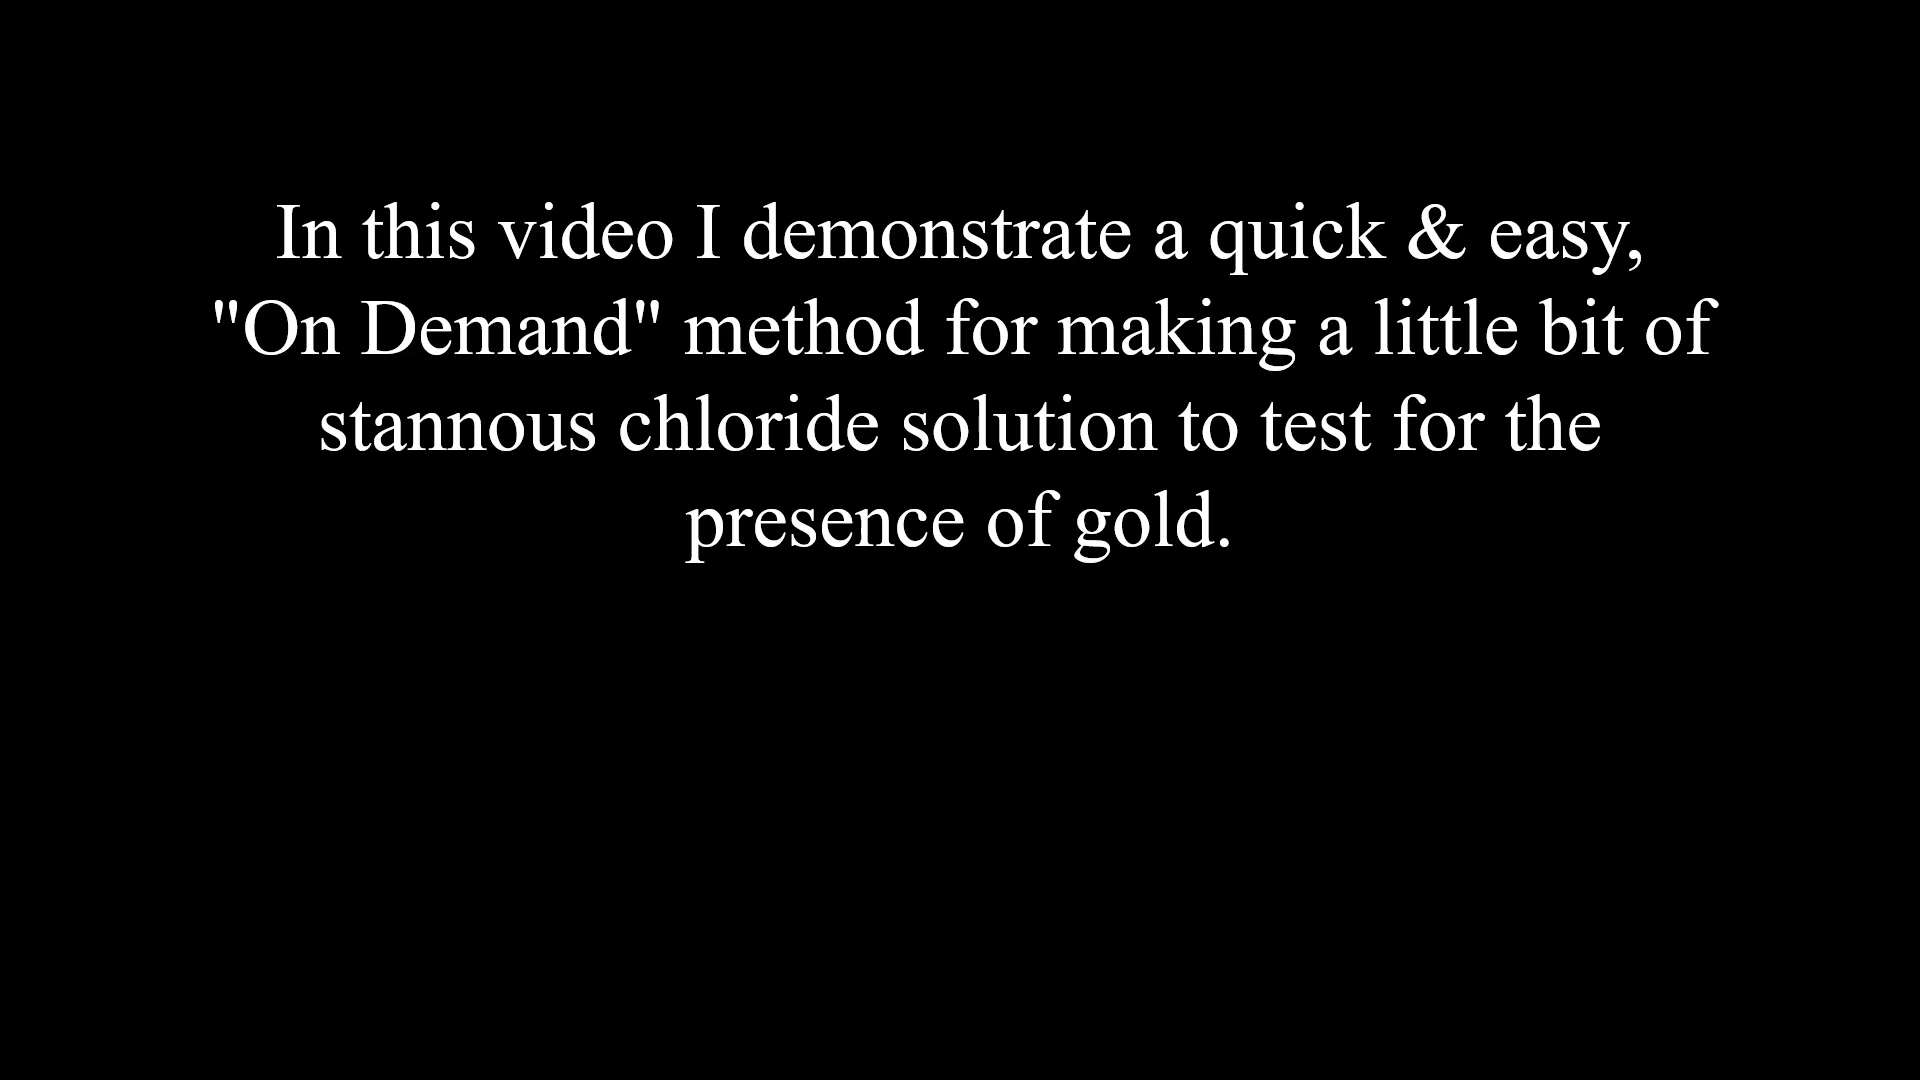 In this video I demonstrate a quick & easy,
"On Demand" method for making a little bit of
stannous chloride solution to test for the
presence of gold.